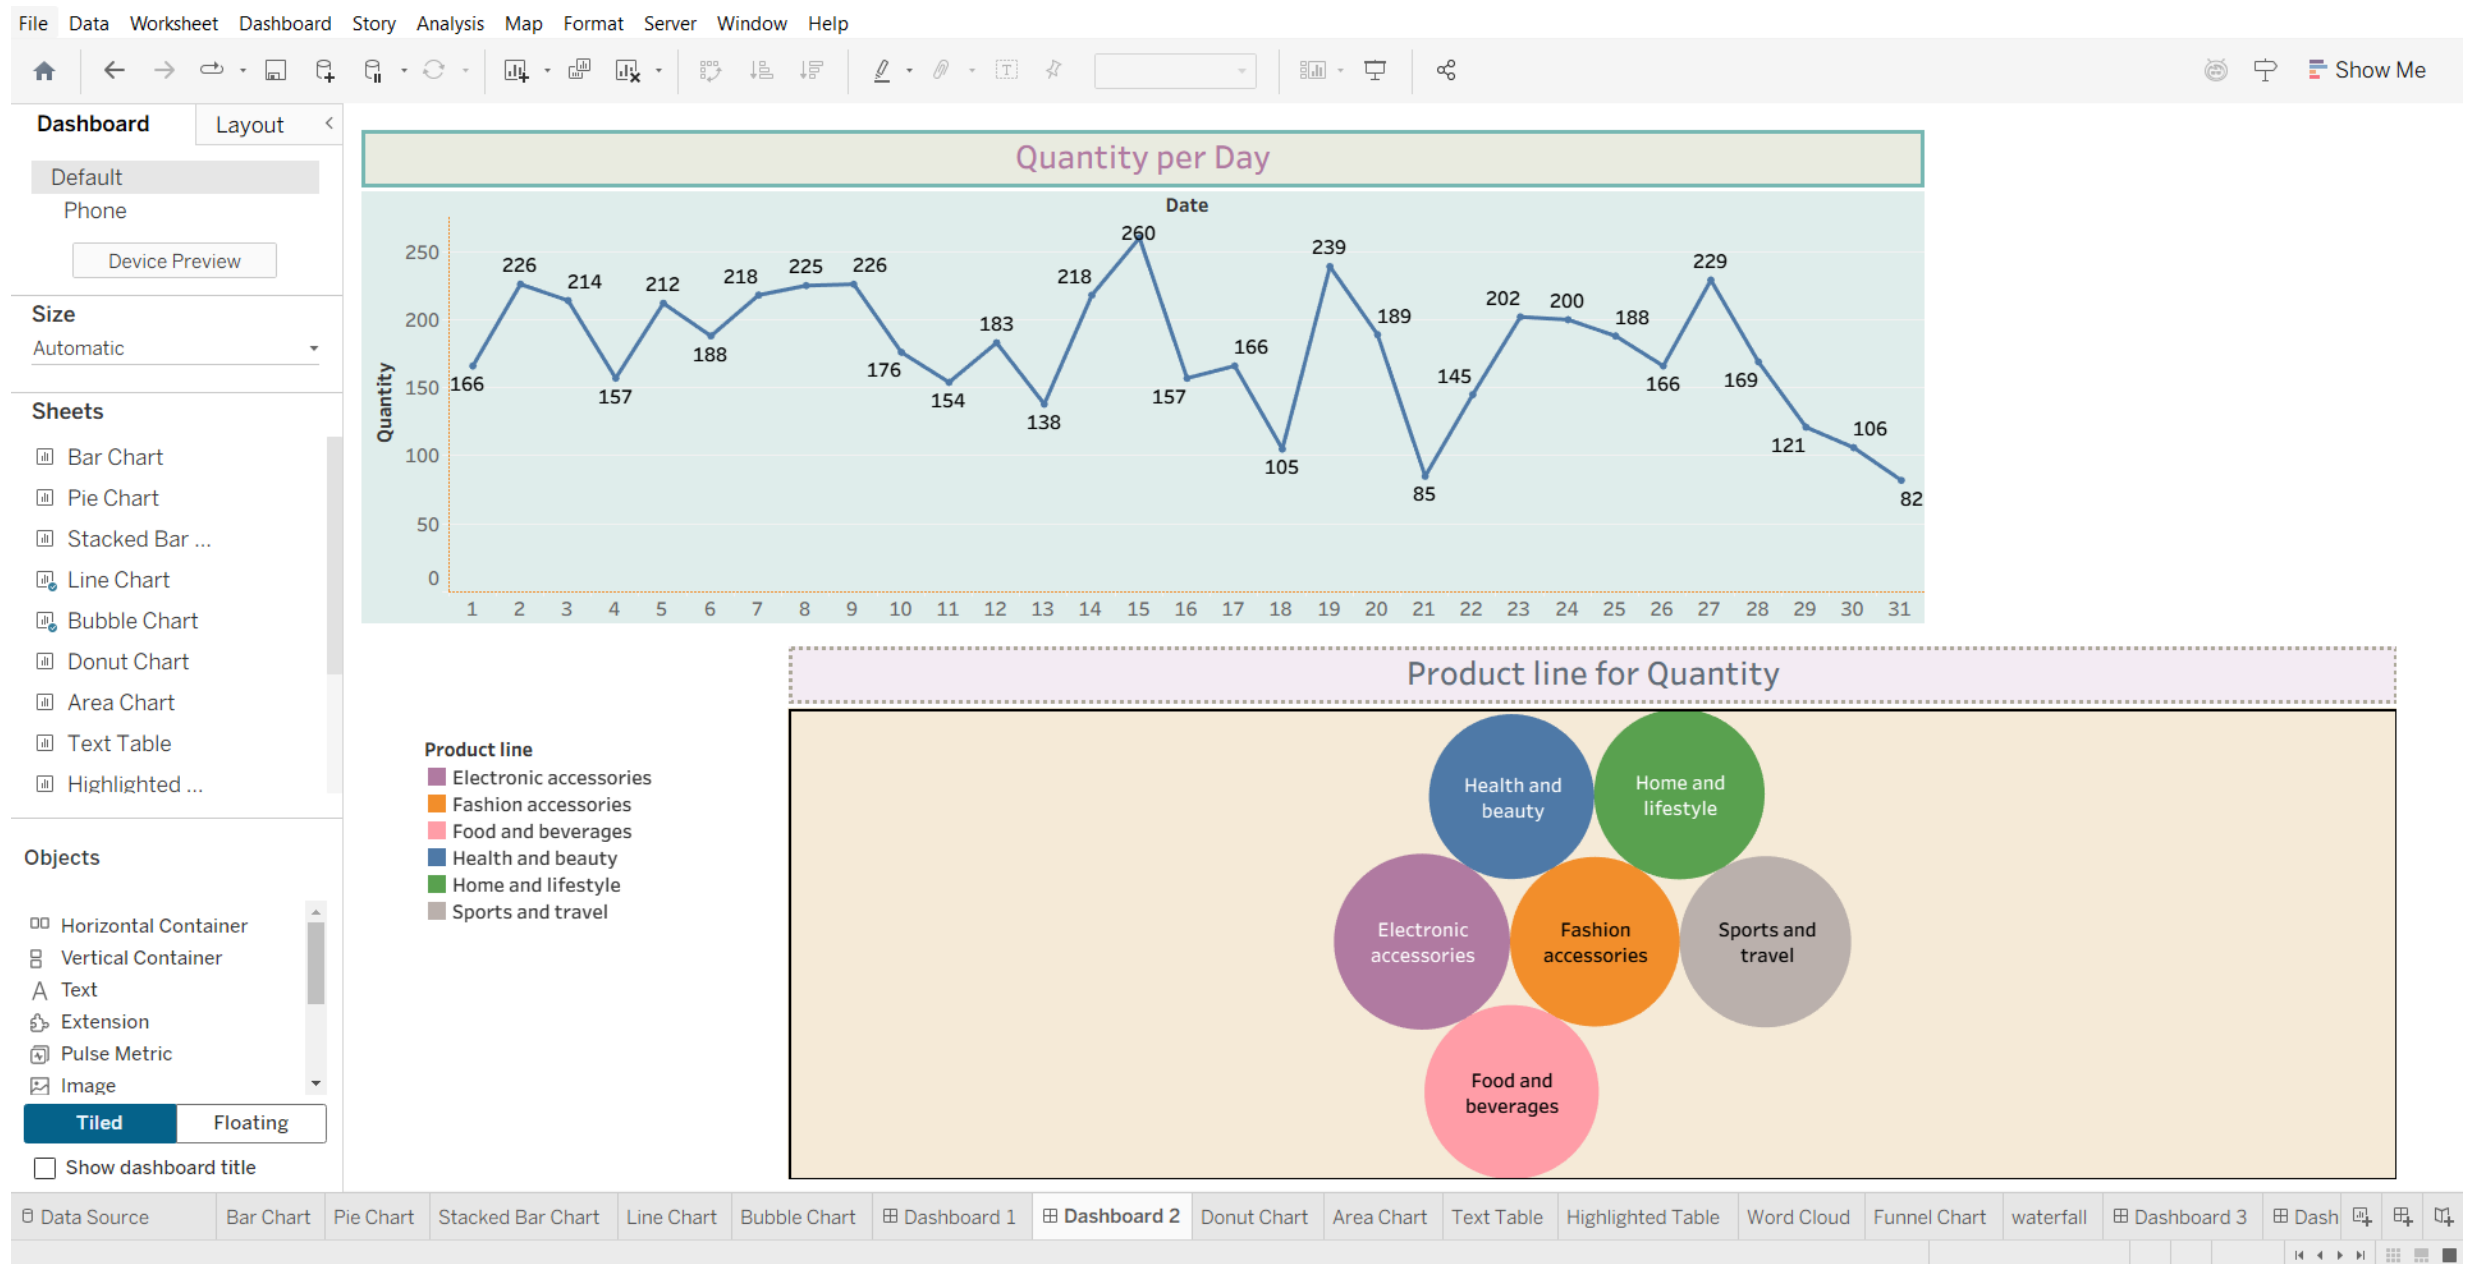 File Data Worksheet Dashboard Story Analysis Map Format Server Window Help
Show Me
Dashboard Layout
Default
Phone
Device Preview
Size
Automatic
Sheets
Bar Chart
Pie Chart
Stacked Bar ...
Line Chart
Bubble Chart
Donut Chart
Area Chart
Text Table
Highlighted ...
Objects
Horizontal Container
Vertical Container
Text
Extension
Pulse Metric
Image
Tiled Floating
Show dashboard title
Quantity per Day
Date
Quantity
250
200
150
100
50
0
166 226 214 157 212 188 218 225 226 176 154 183 138 218 260 157 166 105 239 189 85 145 202 200 188 166 229 169 121 106 82
1 2 3 4 5 6 7 8 9 10 11 12 13 14 15 16 17 18 19 20 21 22 23 24 25 26 27 28 29 30 31
Product line
Electronic accessories
Fashion accessories
Food and beverages
Health and beauty
Home and lifestyle
Sports and travel
Product line for Quantity
Health and
beauty
Home and
lifestyle
Electronic
accessories
Fashion
accessories
Sports and
travel
Food and
beverages
Data Source Bar Chart Pie Chart Stacked Bar Chart Line Chart Bubble Chart Dashboard 1 Dashboard 2 Donut Chart Area Chart Text Table Highlighted Table Word Cloud Funnel Chart waterfall Dashboard 3 Dash